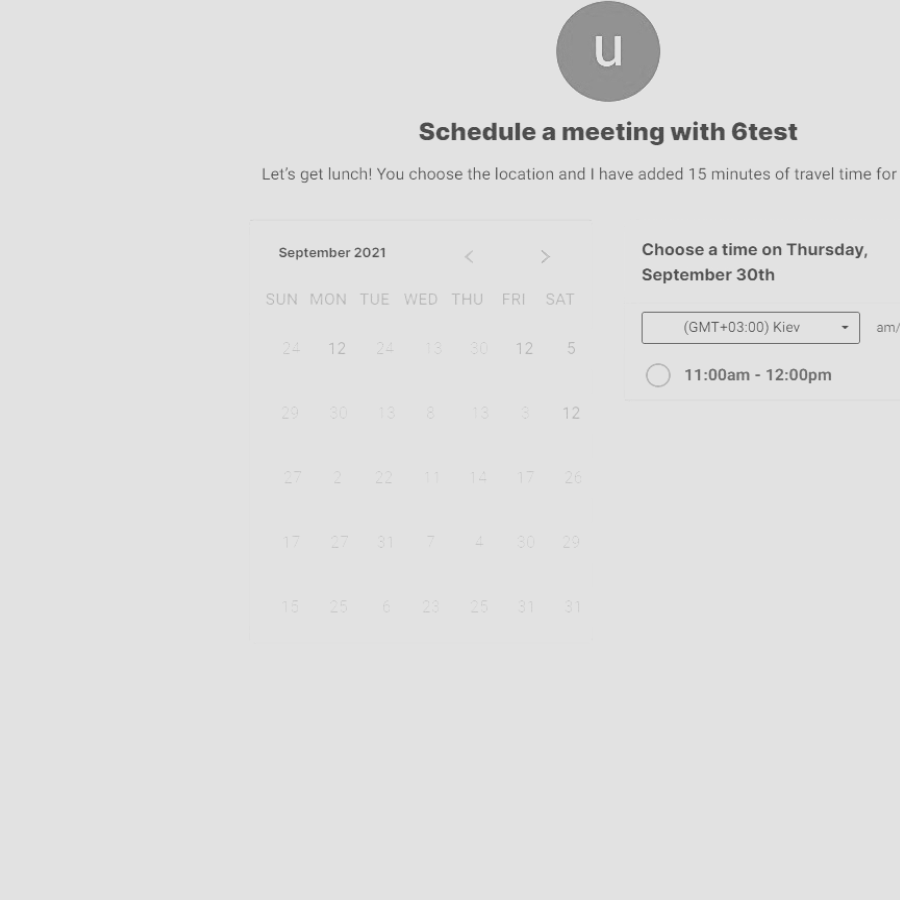 u
Schedule a meeting with 6test
Let's get lunch! You choose the location and I have added 15 minutes of travel time for
September 2021
SUN MON TUE WED THU FRI SAT
24 12 24 13 30 12 5
29 30 13 8 13 3 12
27 2 22 11 14 17 26
17 27 31 7 4 30 29
15 25 6 23 25 31 31
Choose a time on Thursday,
September 30th
(GMT+03:00) Kiev am/
11:00am - 12:00pm